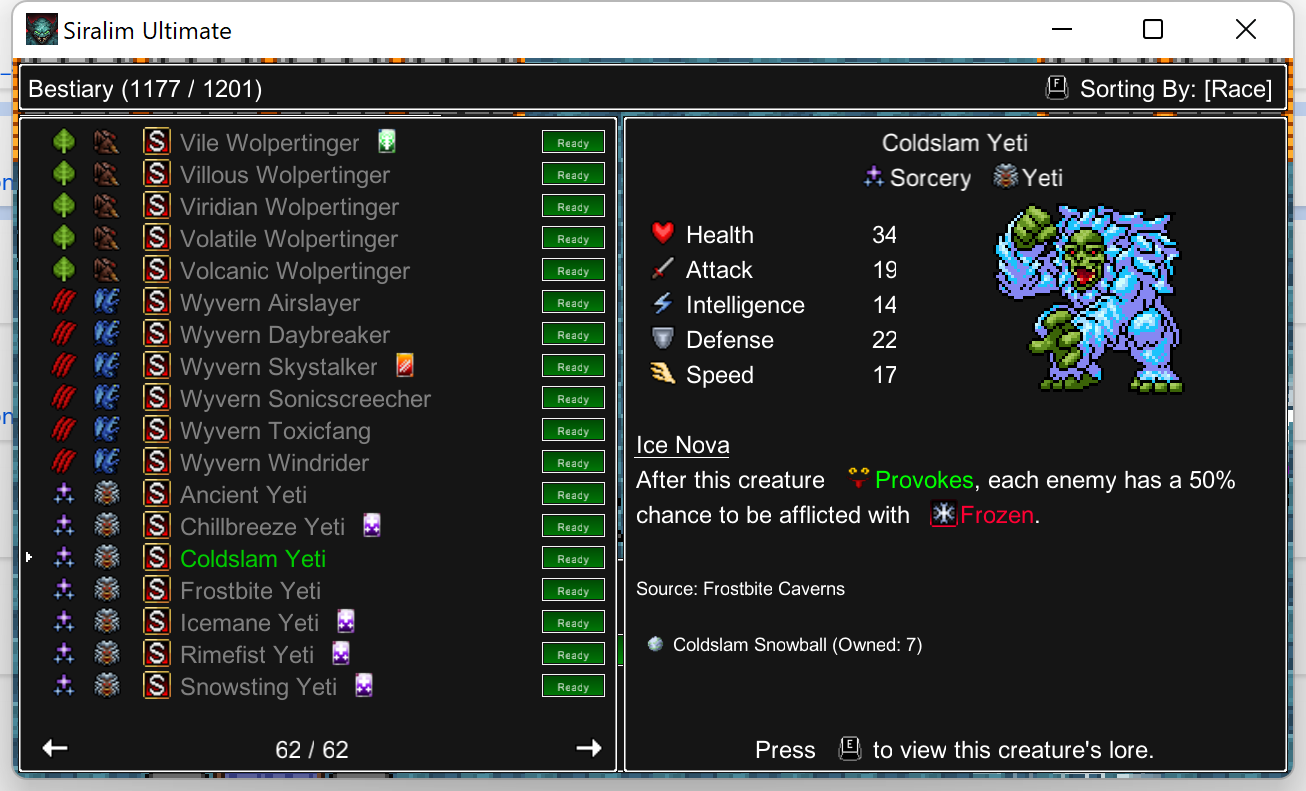 Siralim Ultimate
Bestiary (1177 / 1201)
F Sorting By: [Race]
S Vile Wolpertinger Ready
S Villous Wolpertinger Ready
S Viridian Wolpertinger Ready
S Volatile Wolpertinger Ready
S Volcanic Wolpertinger Ready
S Wyvern Airslayer Ready
S Wyvern Daybreaker Ready
S Wyvern Skystalker Ready
S Wyvern Sonicscreecher Ready
S Wyvern Toxicfang Ready
S Wyvern Windrider Ready
S Ancient Yeti Ready
S Chillbreeze Yeti Ready
S Coldslam Yeti Ready
S Frostbite Yeti Ready
S Icemane Yeti Ready
S Rimefist Yeti Ready
S Snowsting Yeti Ready
62 / 62
Coldslam Yeti
Sorcery Yeti
Health 34
Attack 19
Intelligence 14
Defense 22
Speed 17
Ice Nova
After this creature Provokes, each enemy has a 50%
chance to be afflicted with Frozen.
Source: Frostbite Caverns
Coldslam Snowball (Owned: 7)
Press E to view this creature's lore.